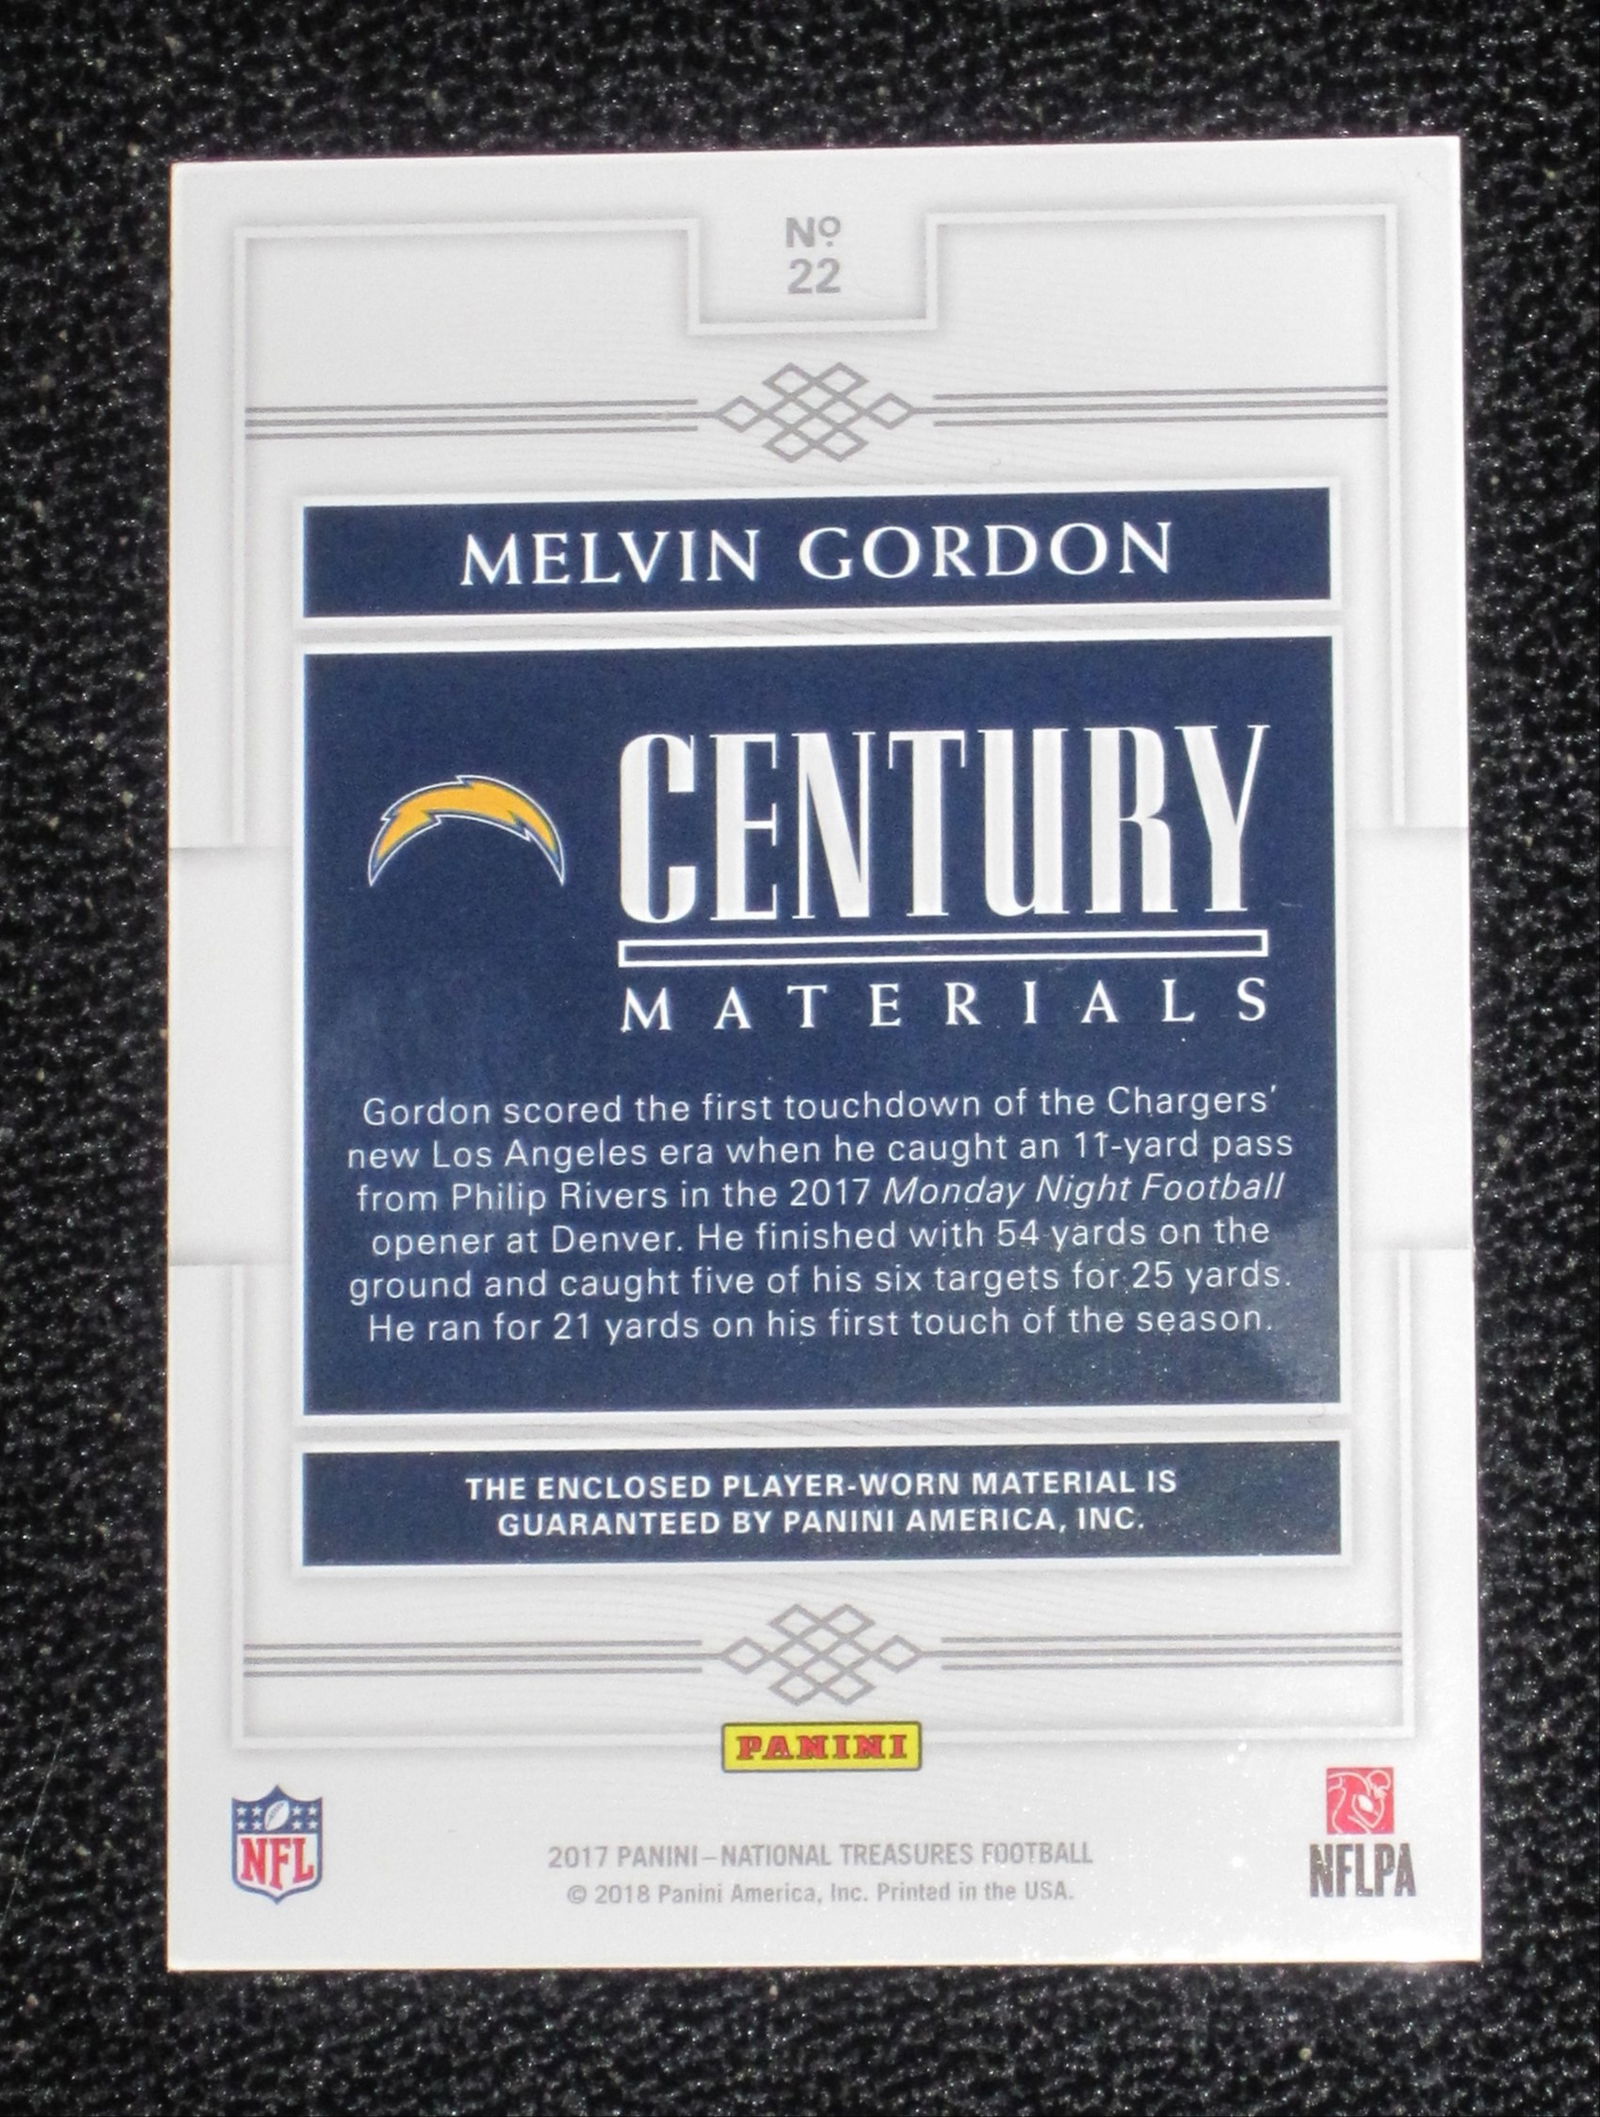 Nº
22
MELVIN GORDON
CENTURY
MATERIALS
Gordon scored the first touchdown of the Chargers'
new Los Angeles era when he caught an 11-yard pass
from Philip Rivers in the 2017 Monday Night Football
opener at Denver. He finished with 54 yards on the
ground and caught five of his six targets for 25 yards.
He ran for 21 yards on his first touch of the season.
THE ENCLOSED PLAYER-WORN MATERIAL IS
GUARANTEED BY PANINI AMERICA, INC.
PANINI
NFL
2017 PANINI–NATIONAL TREASURES FOOTBALL
© 2018 Panini America, Inc. Printed in the USA.
NFLPA